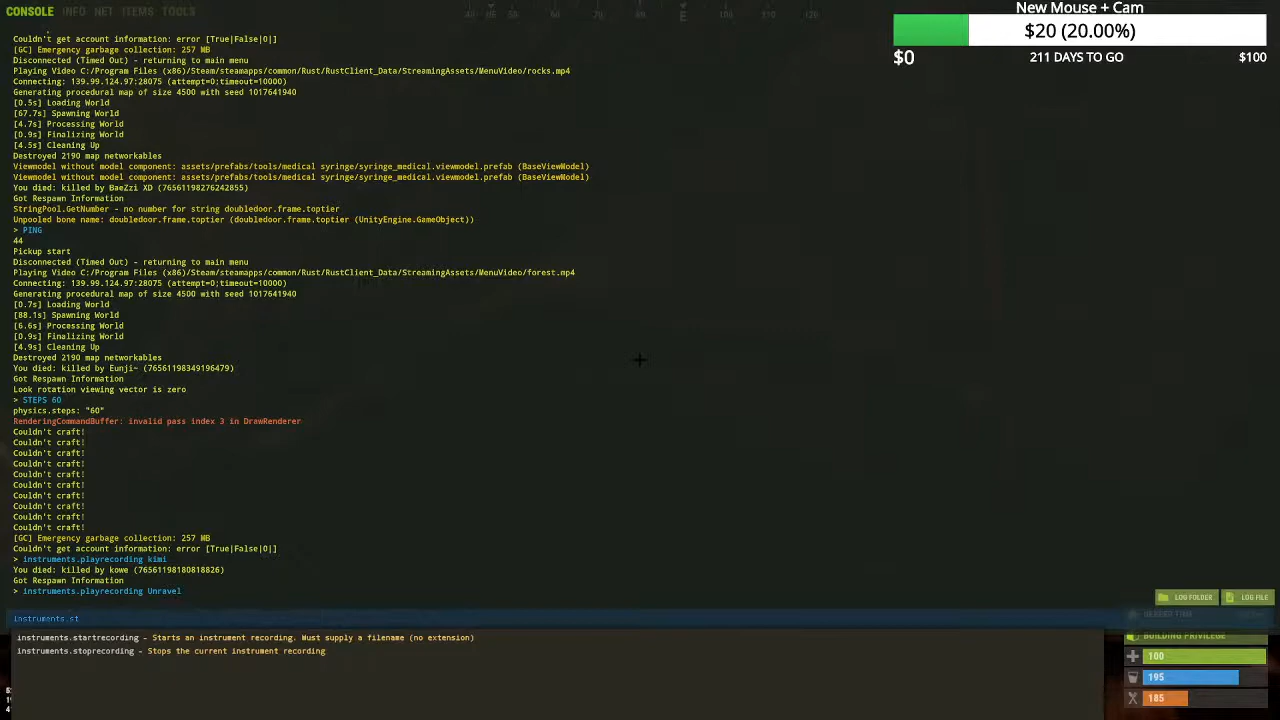 CONSOLE INFO NET ITEMS TOOLS
New Mouse + Cam
$20 (20.00%)
$0 211 DAYS TO GO $100
Couldn't get account information: error [True|False|0|]
[GC] Emergency garbage collection: 257 MB
Disconnected (Timed Out) - returning to main menu
Playing Video C:/Program Files (x86)/Steam/steamapps/common/Rust/RustClient_Data/StreamingAssets/MenuVideo/rocks.mp4
Connecting: 139.99.124.97:28075 (attempt=0;timeout=10000)
Generating procedural map of size 4500 with seed 1017641940
[0.5s] Loading World
[67.7s] Spawning World
[4.7s] Processing World
[0.9s] Finalizing World
[4.5s] Cleaning Up
Destroyed 2190 map networkables
Viewmodel without model component: assets/prefabs/tools/medical syringe/syringe_medical.viewmodel.prefab (BaseViewModel)
Viewmodel without model component: assets/prefabs/tools/medical syringe/syringe_medical.viewmodel.prefab (BaseViewModel)
You died: killed by BaeZzi XD (76561198276242855)
Got Respawn Information
StringPool.GetNumber - no number for string doubledoor.frame.toptier
Unpooled bone name: doubledoor.frame.toptier (doubledoor.frame.toptier (UnityEngine.GameObject))
> PING
44
Pickup start
Disconnected (Timed Out) - returning to main menu
Playing Video C:/Program Files (x86)/Steam/steamapps/common/Rust/RustClient_Data/StreamingAssets/MenuVideo/forest.mp4
Connecting: 139.99.124.97:28075 (attempt=0;timeout=10000)
Generating procedural map of size 4500 with seed 1017641940
[0.7s] Loading World
[88.1s] Spawning World
[6.6s] Processing World
[0.9s] Finalizing World
[4.9s] Cleaning Up
Destroyed 2190 map networkables
You died: killed by Eunji~ (76561198349196479)
Got Respawn Information
Look rotation viewing vector is zero
> STEPS 60
physics.steps: "60"
RenderingCommandBuffer: invalid pass index 3 in DrawRenderer
Couldn't craft!
Couldn't craft!
Couldn't craft!
Couldn't craft!
Couldn't craft!
Couldn't craft!
Couldn't craft!
Couldn't craft!
Couldn't craft!
Couldn't craft!
[GC] Emergency garbage collection: 257 MB
Couldn't get account information: error [True|False|0|]
> instruments.playrecording kimi
You died: killed by kowe (76561198180818826)
Got Respawn Information
> instruments.playrecording Unravel
LOG FOLDER LOG FILE
instruments.st
instruments.startrecording - Starts an instrument recording. Must supply a filename (no extension)
instruments.stoprecording - Stops the current instrument recording
BUILDING PRIVILEGE
100
195
185